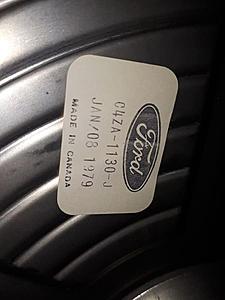 Ford
C4ZA-1130-J
JAN/08 1979
MADE IN CANADA